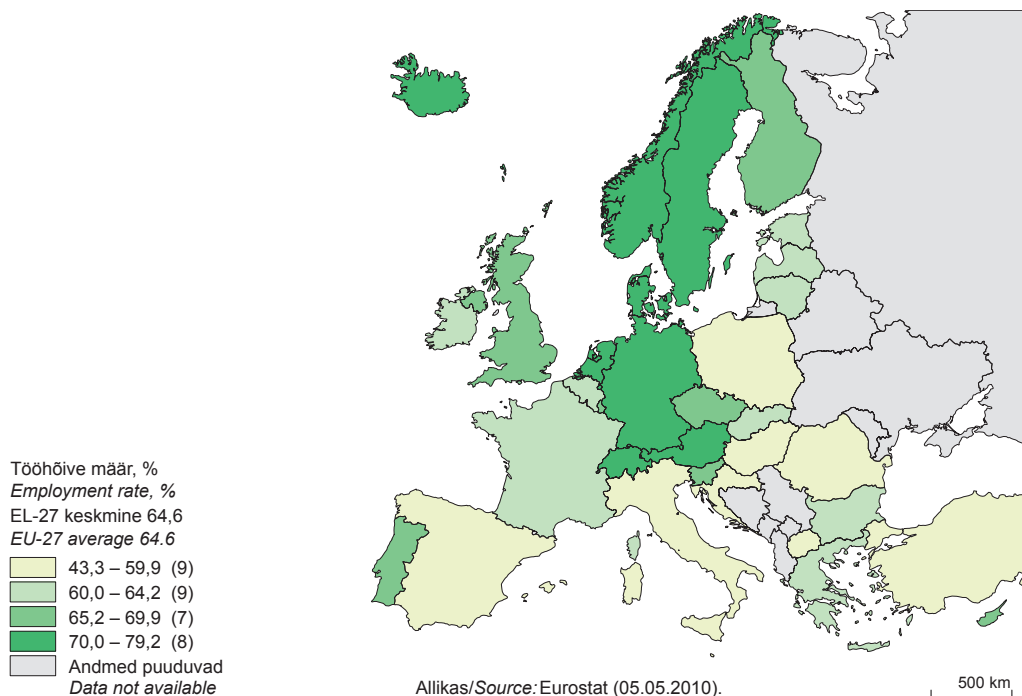 Tööhõive määr, %
Employment rate, %
EL-27 keskmine 64,6
EU-27 average 64.6
43,3 – 59,9 (9)
60,0 – 64,2 (9)
65,2 – 69,9 (7)
70,0 – 79,2 (8)
Andmed puuduvad
Data not available
Allikas/Source: Eurostat (05.05.2010).
500 km